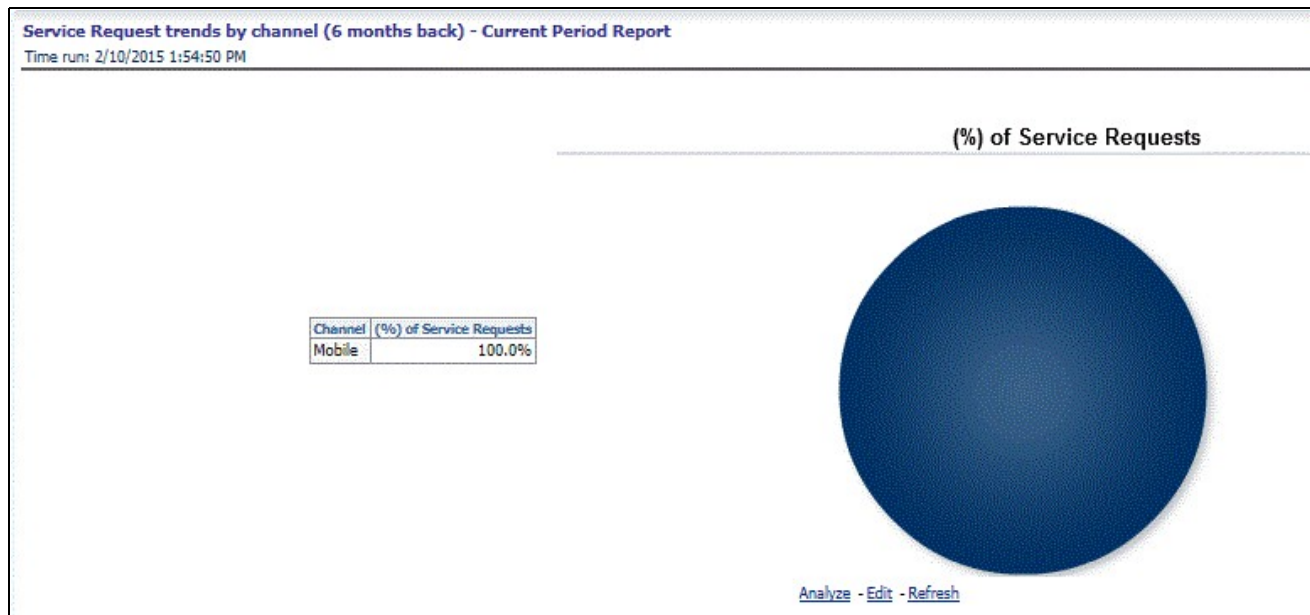 Service Request trends by channel (6 months back) - Current Period Report
Time run: 2/10/2015 1:54:50 PM
(%) of Service Requests
Channel (%) of Service Requests
Mobile 100.0%
Analyze - Edit - Refresh